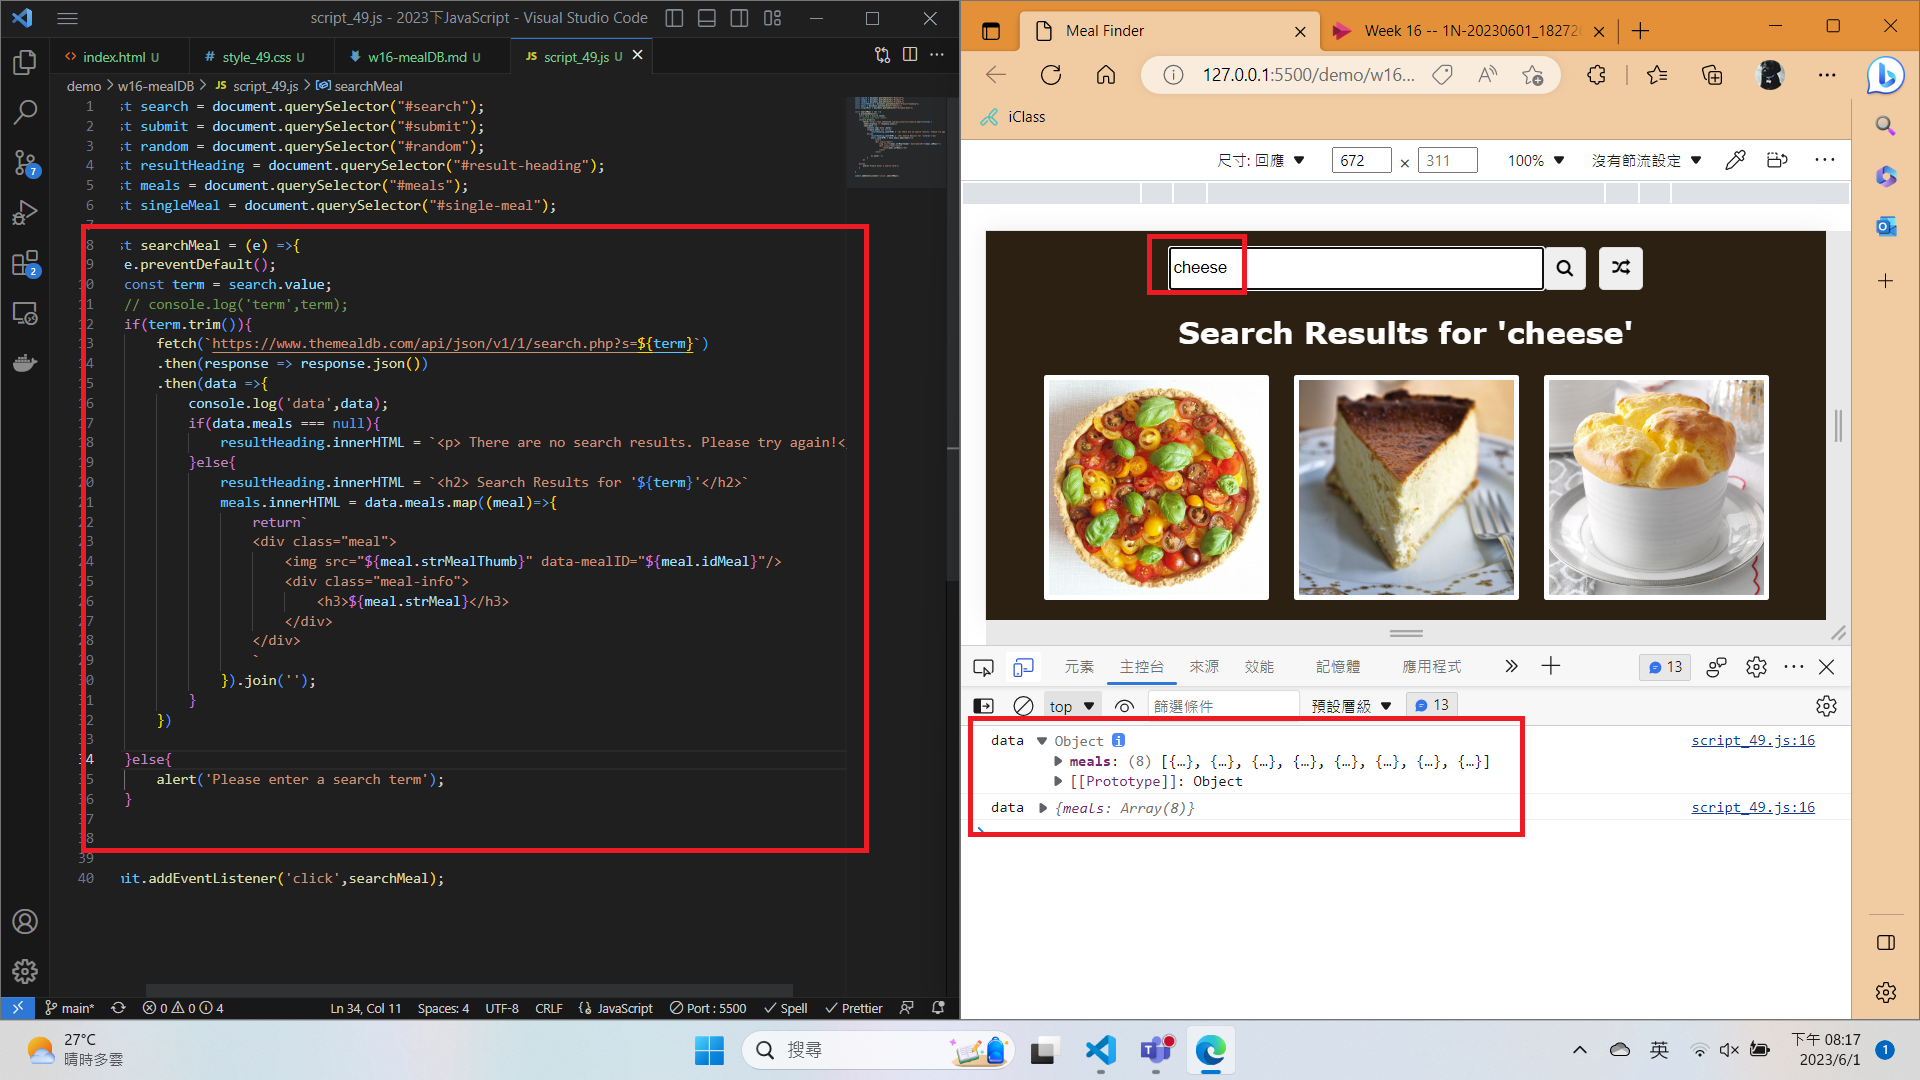 script_49.js - 2023下JavaScript - Visual Studio Code
index.html U
# style_49.css U
w16-mealDB.md U
JS script_49.js U
demo > w16-mealDB > JS script_49.js > searchMeal
1 st search = document.querySelector("#search");
2 st submit = document.querySelector("#submit");
3 st random = document.querySelector("#random");
4 st resultHeading = document.querySelector("#result-heading");
5 st meals = document.querySelector("#meals");
6 st singleMeal = document.querySelector("#single-meal");
7
8 st searchMeal = (e) =>{
9 e.preventDefault();
10 const term = search.value;
11 // console.log('term',term);
12 if(term.trim()){
13 fetch(`https://www.themealdb.com/api/json/v1/1/search.php?s=${term}`)
14 .then(response => response.json())
15 .then(data =>{
16 console.log('data',data);
17 if(data.meals === null){
18 resultHeading.innerHTML = `<p> There are no search results. Please try again!<
19 }else{
20 resultHeading.innerHTML = `<h2> Search Results for '${term}'</h2>`
21 meals.innerHTML = data.meals.map((meal)=>{
22 return`
23 <div class="meal">
24 <img src="${meal.strMealThumb}" data-mealID="${meal.idMeal}"/>
25 <div class="meal-info">
26 <h3>${meal.strMeal}</h3>
27 </div>
28 </div>
29 `
30 }).join('');
31 }
32 })
33
34 }else{
35 alert('Please enter a search term');
36 }
37
38
39
40 nit.addEventListener('click',searchMeal);
7
2
main* 0 0 4
Ln 34, Col 11 Spaces: 4 UTF-8 CRLF {} JavaScript Port : 5500 Spell Prettier
Meal Finder
Week 16 -- 1N-20230601_18272
127.0.0.1:5500/demo/w16...
iClass
尺寸: 回應 ▼ 672 × 311 100% ▼ 沒有節流設定 ▼
cheese
Search Results for 'cheese'
元素 主控台 來源 效能 記憶體 應用程式 13
top ▼ 篩選條件 預設層級 ▼ 13
data ▼ Object i script_49.js:16
▶ meals: (8) [{…}, {…}, {…}, {…}, {…}, {…}, {…}, {…}]
▶ [[Prototype]]: Object
data ▶ {meals: Array(8)} script_49.js:16
27°C
晴時多雲
搜尋
英
下午 08:17
2023/6/1
1